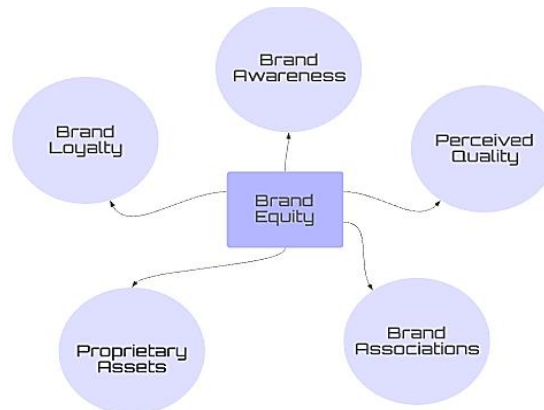 Brand
Awareness
Brand
Loyalty
Perceived
Quality
Brand
Equity
Proprietary
Assets
Brand
Associations